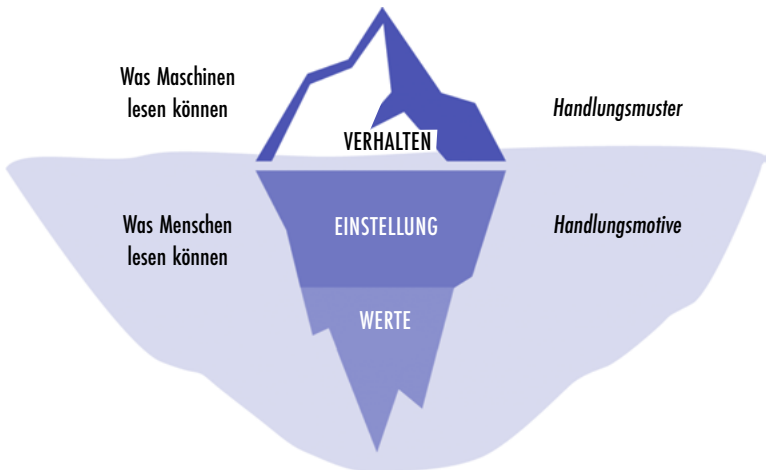 Was Maschinen
lesen können
Handlungsmuster
VERHALTEN
Was Menschen
lesen können
EINSTELLUNG
Handlungsmotive
WERTE